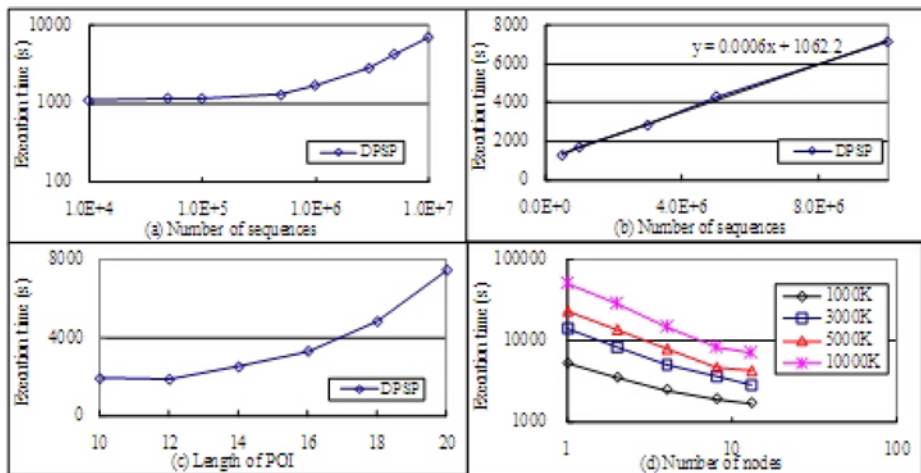 10000
1000
100
Execution time (s)
DPSP
1.0E+4 1.0E+5 1.0E+6 1.0E+7
(a) Number of sequences
8000
6000
4000
2000
0
Execution time (s)
y = 0.0006x + 1062.2
DPSP
0.0E+0 4.0E+6 8.0E+6
(b) Number of sequences
8000
4000
0
Execution time (s)
DPSP
10 12 14 16 18 20
(c) Length of POI
100000
10000
1000
Execution time (s)
1000K
3000K
5000K
10000K
1 10 100
(d) Number of nodes